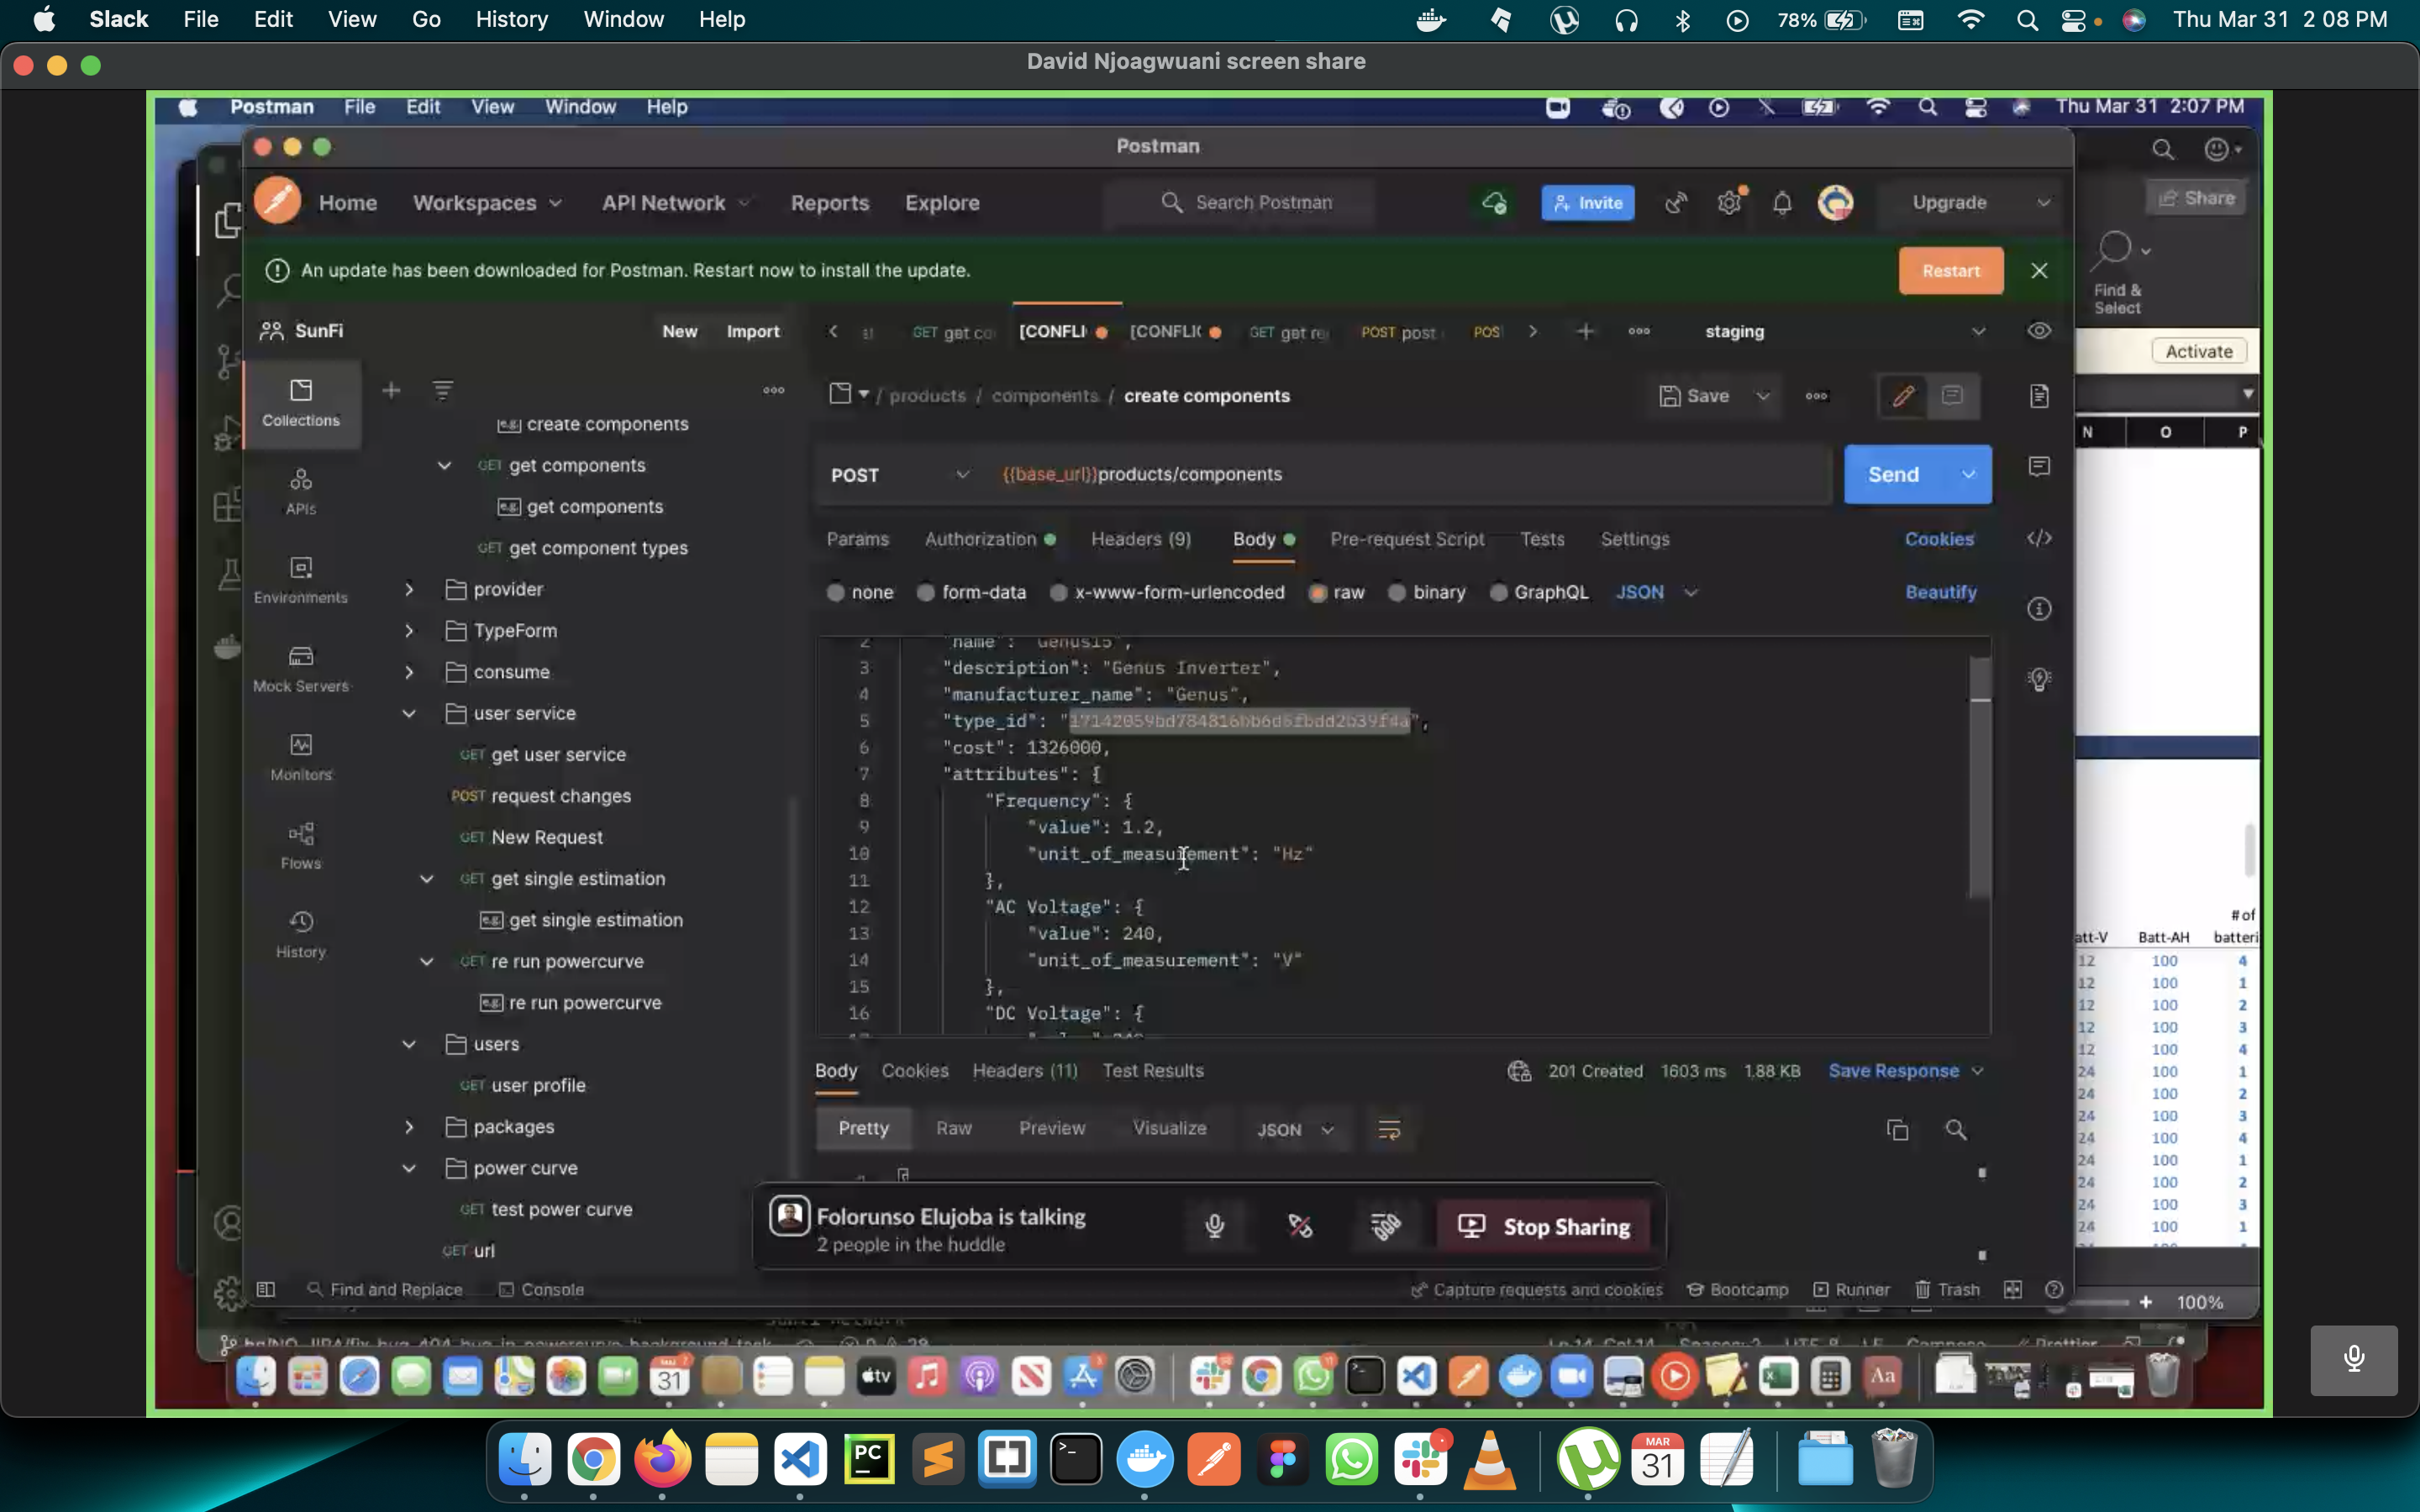 Slack File Edit View Go History Window Help 78% Thu Mar 31 2 08 PM
David Njoagwuani screen share
Postman File Edit View Window Help Thu Mar 31 2:07 PM
Postman
Home Workspaces API Network Reports Explore Search Postman Invite Upgrade Share
An update has been downloaded for Postman. Restart now to install the update. Restart
Find &
Select
SunFi New Import GET get co [CONFLI [CONFLIC GET get re POST post POS staging
Activate
Collections
/ products / components / create components Save
create components
N O P
GET get components
POST {{base_url}}products/components Send
APIs
get components
GET get component types
Params Authorization Headers (9) Body Pre-request Script Tests Settings Cookies
Environments
provider
none form-data x-www-form-urlencoded raw binary GraphQL JSON Beautify
TypeForm
2 "name": "Genus15",
Mock Servers
consume
3 "description": "Genus Inverter",
4 "manufacturer_name": "Genus",
user service
5 "type_id":
6 "cost": 1326000,
GET get user service
Monitors
7 "attributes": {
POST request changes
8 "Frequency": {
9 "value": 1.2,
GET New Request
10 "unit_of_measurement": "Hz"
Flows
GET get single estimation
11 },
12 "AC Voltage": {
get single estimation
13 "value": 240,
History
GET re run powercurve
14 "unit_of_measurement": "V"
15 },
re run powercurve
16 "DC Voltage": {
# of
att-V Batt-AH batteri
12 100 4
12 100 1
12 100 2
12 100 3
12 100 4
24 100 1
24 100 2
24 100 3
24 100 4
24 100 1
24 100 2
24 100 3
24 100 1
users
GET user profile
Body Cookies Headers (11) Test Results 201 Created 1603 ms 1.88 KB Save Response
packages
Pretty Raw Preview Visualize JSON
power curve
GET test power curve
Folorunso Elujoba is talking
2 people in the huddle
Stop Sharing
GET url
Find and Replace Console Capture requests and cookies Bootcamp Runner Trash
100%
31
tv
Aa
PC
MAR
31